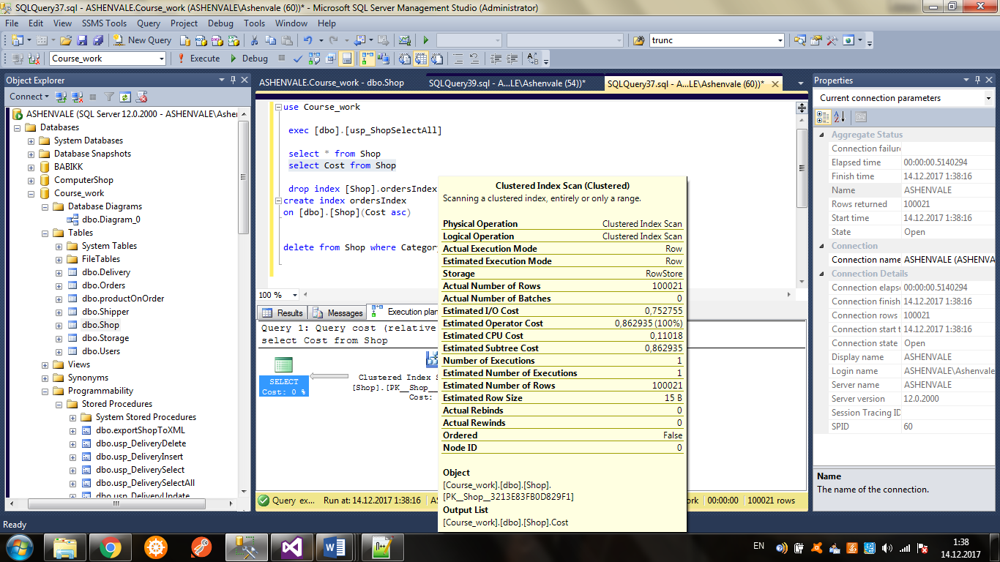 SQLQuery37.sql - ASHENVALE.Course_work (ASHENVALE\Ashenvale (60))* - Microsoft SQL Server Management Studio (Administrator)
File Edit View SSMS Tools Query Project Debug Tools Window Help
New Query trunc
Course_work Execute Debug
Object Explorer
Connect
ASHENVALE (SQL Server 12.0.2000 - ASHENVALE\Asher
Databases
System Databases
Database Snapshots
BABIKK
ComputerShop
Course_work
Database Diagrams
dbo.Diagram_0
Tables
System Tables
FileTables
dbo.Delivery
dbo.Orders
dbo.productOnOrder
dbo.Shipper
dbo.Shop
dbo.Storage
dbo.Users
Views
Synonyms
Programmability
Stored Procedures
System Stored Procedures
dbo.exportShopToXML
dbo.usp_DeliveryDelete
dbo.usp_DeliveryInsert
dbo.usp_DeliverySelect
dbo.usp_DeliverySelectAll
dbo.usp_DeliveryUpdate
ASHENVALE.Course_work - dbo.Shop
SQLQuery39.sql - A...LE\Ashenvale (54))*
SQLQuery37.sql - A...LE\Ashenvale (60))*
use Course_work
exec [dbo].[usp_ShopSelectAll]
select * from Shop
select Cost from Shop
drop index [Shop].ordersIndex
create index ordersIndex
on [dbo].[Shop](Cost asc)
delete from Shop where Category
100 %
Results Messages Execution plan
Query 1: Query cost (relative
select Cost from Shop
SELECT
Cost: 0 %
Clustered Index S
[Shop].[PK__Shop__
Cost:
Clustered Index Scan (Clustered)
Scanning a clustered index, entirely or only a range.
Physical Operation Clustered Index Scan
Logical Operation Clustered Index Scan
Actual Execution Mode Row
Estimated Execution Mode Row
Storage RowStore
Actual Number of Rows 100021
Actual Number of Batches 0
Estimated I/O Cost 0,752755
Estimated Operator Cost 0,862935 (100%)
Estimated CPU Cost 0,11018
Estimated Subtree Cost 0,862935
Number of Executions 1
Estimated Number of Executions 1
Estimated Number of Rows 100021
Estimated Row Size 15 B
Actual Rebinds 0
Actual Rewinds 0
Ordered False
Node ID 0
Object
[Course_work].[dbo].[Shop].
[PK__Shop__3213E83FB0D829F1]
Output List
[Course_work].[dbo].[Shop].Cost
Query ex... Run at: 14.12.2017 1:38:16 AS
ork 00:00:00 100021 rows
Properties
Current connection parameters
Aggregate Status
Connection failure
Elapsed time 00:00:00.5140294
Finish time 14.12.2017 1:38:16
Name ASHENVALE
Rows returned 100021
Start time 14.12.2017 1:38:16
State Open
Connection
Connection name ASHENVALE (ASHENVA
Connection Details
Connection elapse 00:00:00.5140294
Connection finish 14.12.2017 1:38:16
Connection rows 100021
Connection start t 14.12.2017 1:38:16
Connection state Open
Display name ASHENVALE
Login name ASHENVALE\Ashenvale
Server name ASHENVALE
Server version 12.0.2000
Session Tracing ID
SPID 60
Name
The name of the connection.
Ready
EN
1:38
14.12.2017